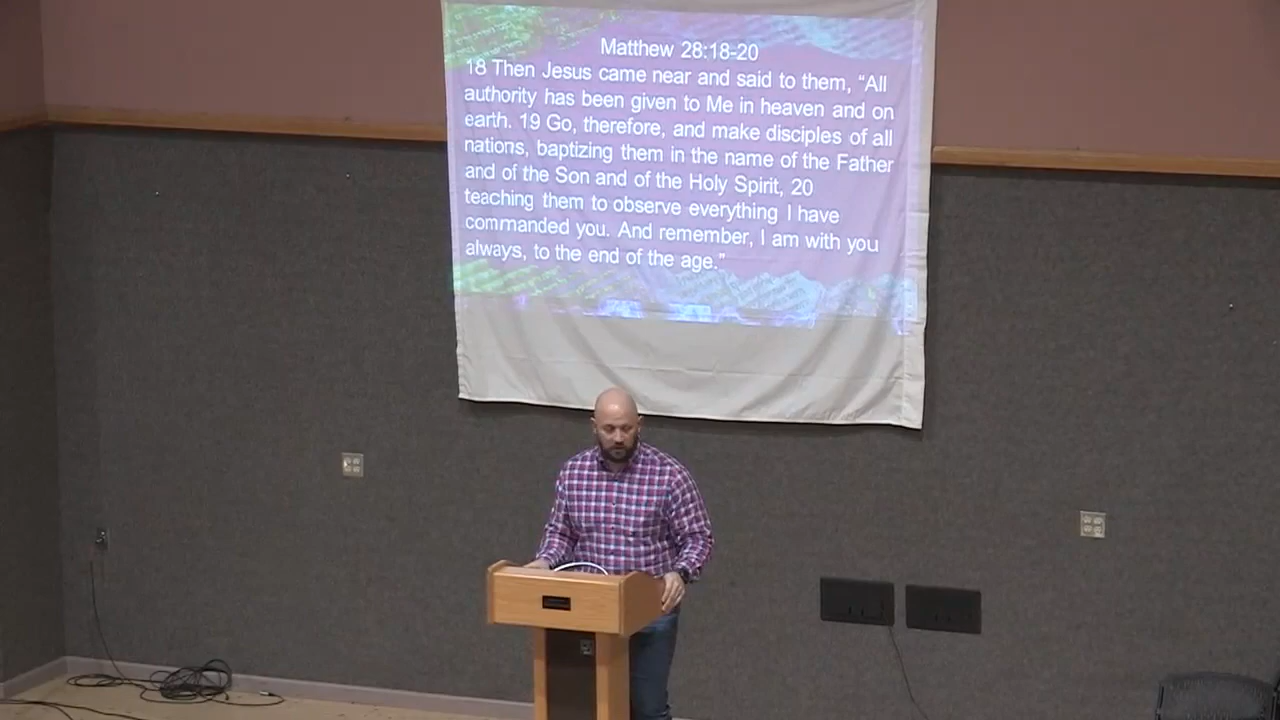 Matthew 28:18-20
18 Then Jesus came near and said to them, “All
authority has been given to Me in heaven and on
earth. 19 Go, therefore, and make disciples of all
nations, baptizing them in the name of the Father
and of the Son and of the Holy Spirit, 20
teaching them to observe everything I have
commanded you. And remember, I am with you
always, to the end of the age.”